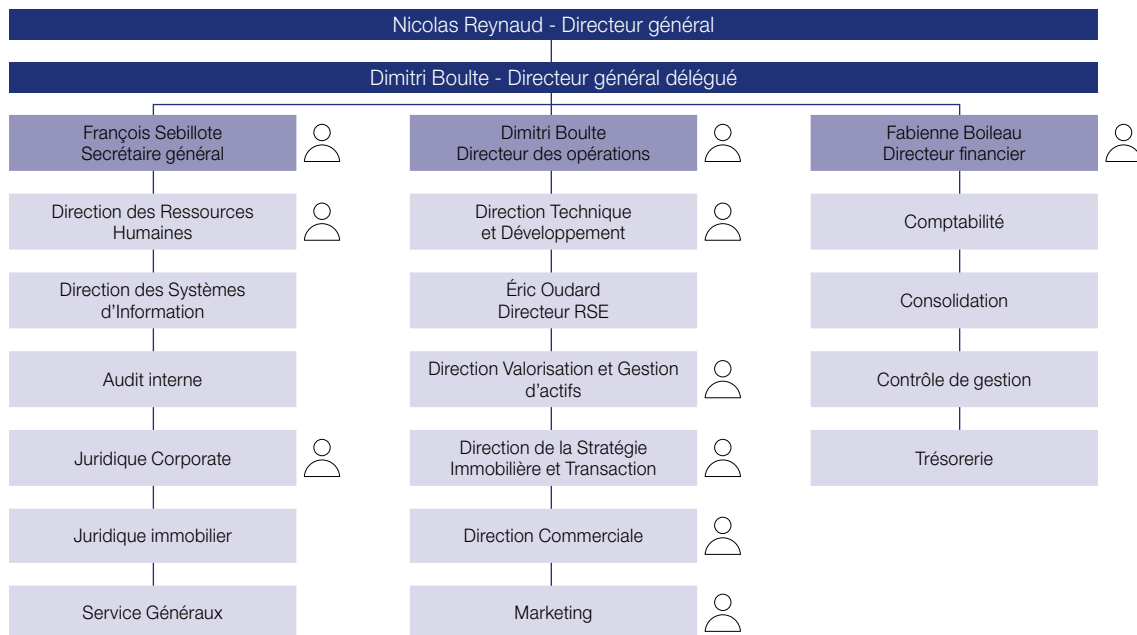 Nicolas Reynaud - Directeur général
Dimitri Boulte - Directeur général délégué
François Sebillote
Secrétaire général
Dimitri Boulte
Directeur des opérations
Fabienne Boileau
Directeur financier
Direction des Ressources
Humaines
Direction Technique
et Développement
Comptabilité
Direction des Systèmes
d'Information
Éric Oudard
Directeur RSE
Consolidation
Audit interne
Direction Valorisation et Gestion
d'actifs
Contrôle de gestion
Juridique Corporate
Direction de la Stratégie
Immobilière et Transaction
Trésorerie
Juridique immobilier
Direction Commerciale
Service Généraux
Marketing